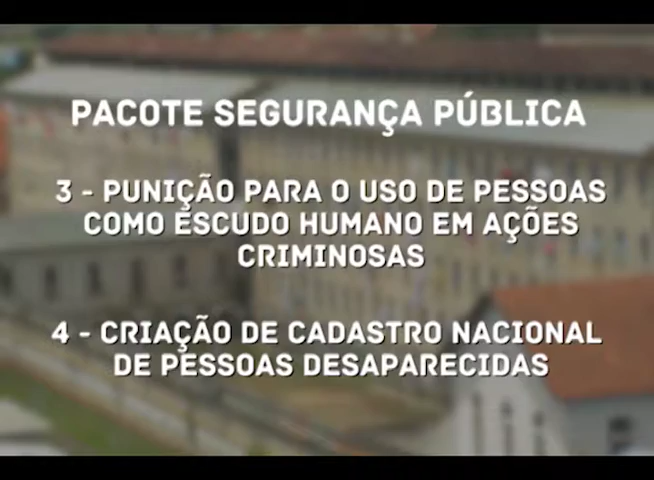 PACOTE SEGURANÇA PÚBLICA
3 - PUNIÇÃO PARA O USO DE PESSOAS
COMO ESCUDO HUMANO EM AÇÕES
CRIMINOSAS
4 - CRIAÇÃO DE CADASTRO NACIONAL
DE PESSOAS DESAPARECIDAS